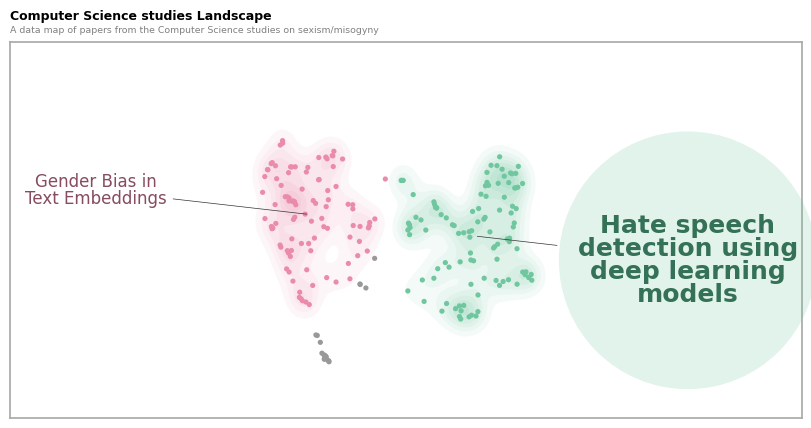 Computer Science studies Landscape
A data map of papers from the Computer Science studies on sexism/misogyny
Gender Bias in
Text Embeddings
Hate speech
detection using
deep learning
models